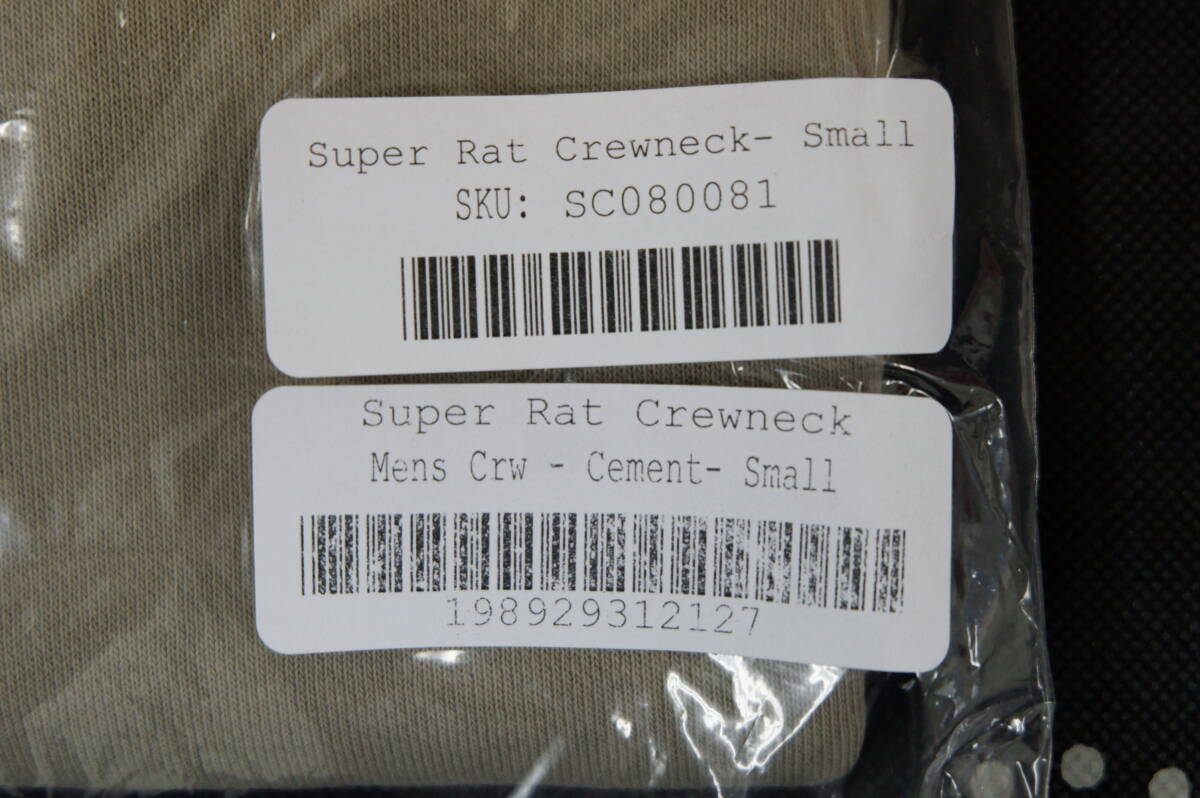 Super Rat Crewneck- Small
SKU: SC080081
Super Rat Crewneck
Mens Crw - Cement- Small
198929312127